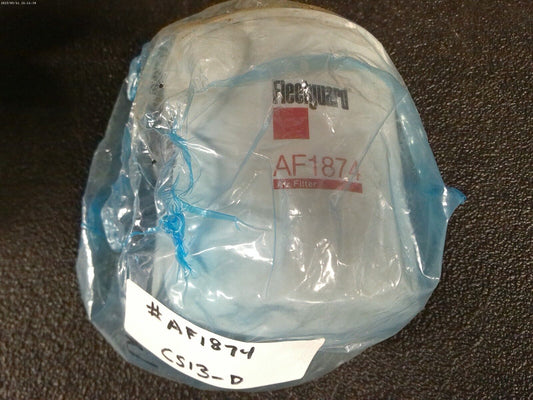 Fleetguard
AF1874
Air Filter
# AF1874
CS13-D